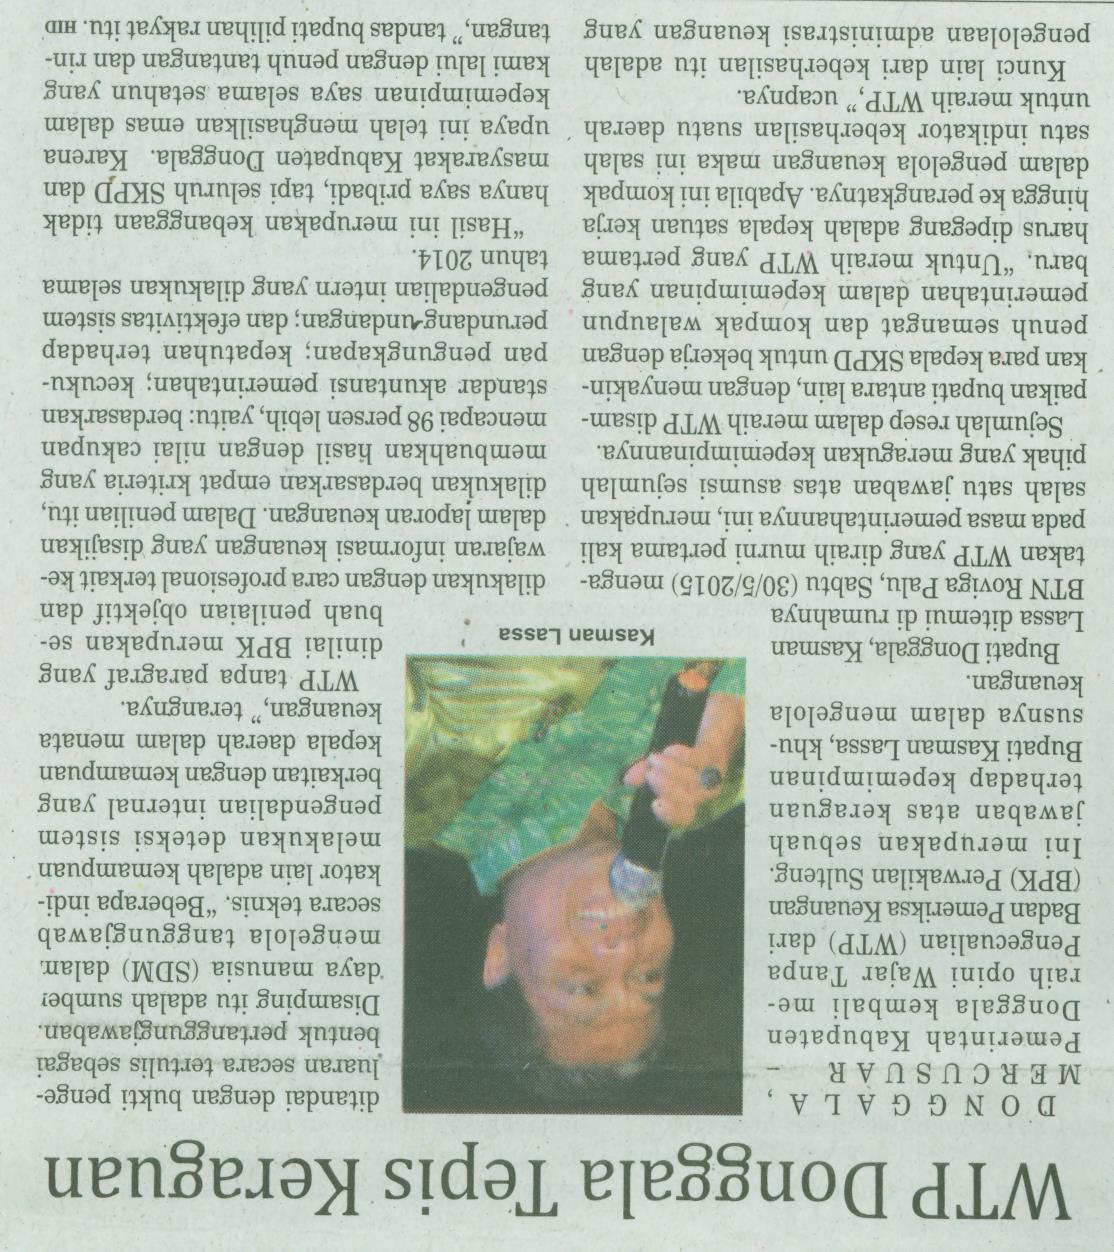 WTP Donggala Tepis Keraguan
DONGGALA,
MERCUSUAR –
Pemerintah Kabupaten
Donggala kembali me-
raih opini Wajar Tanpa
Pengecualian (WTP) dari
Badan Pemeriksa Keuangan
(BPK) Perwakilan Sulteng.
Ini merupakan sebuah
jawaban atas keraguan
terhadap kepemimpinan
Bupati Kasman Lassa, khu-
susnya dalam mengelola
keuangan.
Bupati Donggala, Kasman
Lassa ditemui di rumahnya
BTN Roviga Palu, Sabtu (30/5/2015) menga-
takan WTP yang diraih murni pertama kali
pada masa pemerintahannya ini, merupakan
salah satu jawaban atas asumsi sejumlah
pihak yang meragukan kepemimpinannya.
Sejumlah resep dalam meraih WTP disam-
paikan bupati antara lain, dengan menyakin-
kan para kepala SKPD untuk bekerja dengan
penuh semangat dan kompak walaupun
pemerintahan dalam kepemimpinan yang
baru. “Untuk meraih WTP yang pertama
harus dipegang adalah kepala satuan kerja
hingga ke perangkatnya. Apabila ini kompak
dalam pengelola keuangan maka ini salah
satu indikator keberhasilan suatu daerah
untuk meraih WTP,” ucapnya.
Kunci lain dari keberhasilan itu adalah
pengelolaan administrasi keuangan yang
Kasman Lassa
ditandai dengan bukti penge-
luaran secara tertulis sebagai
bentuk pertanggungjawaban.
Disamping itu adalah sumber
daya manusia (SDM) dalam
mengelola tanggungjawab
secara teknis. “Beberapa indi-
kator lain adalah kemampuan
melakukan deteksi sistem
pengendalian internal yang
berkaitan dengan kemampuan
kepala daerah dalam menata
keuangan,” terangnya.
WTP tanpa paragraf yang
dinilai BPK merupakan se-
buah penilaian objektif dan
dilakukan dengan cara profesional terkait ke-
wajaran informasi keuangan yang disajikan
dalam laporan keuangan. Dalam penilian itu,
dilakukan berdasarkan empat kriteria yang
membuahkan hasil dengan nilai cakupan
mencapai 98 persen lebih, yaitu: berdasarkan
standar akuntansi pemerintahan; kecuku-
pan pengungkapan; kepatuhan terhadap
perundang-undangan; dan efektivitas sistem
pengendalian intern yang dilakukan selama
tahun 2014.
“Hasil ini merupakan kebanggaan tidak
hanya saya pribadi, tapi seluruh SKPD dan
masyarakat Kabupaten Donggala. Karena
upaya ini telah menghasilkan emas dalam
kepemimpinan saya selama setahun yang
kami lalui dengan penuh tantangan dan rin-
tangan,” tandas bupati pilihan rakyat itu. HID